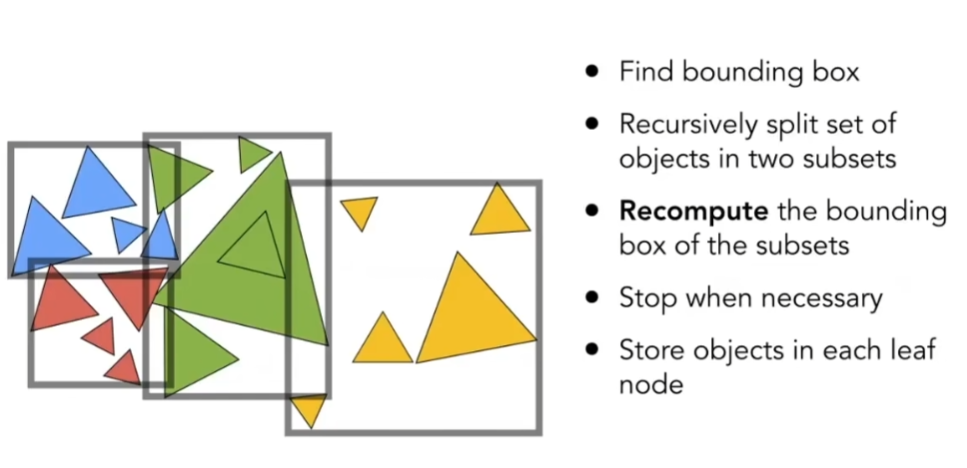 ● Find bounding box
● Recursively split set of
objects in two subsets
● Recompute the bounding
box of the subsets
● Stop when necessary
● Store objects in each leaf
node